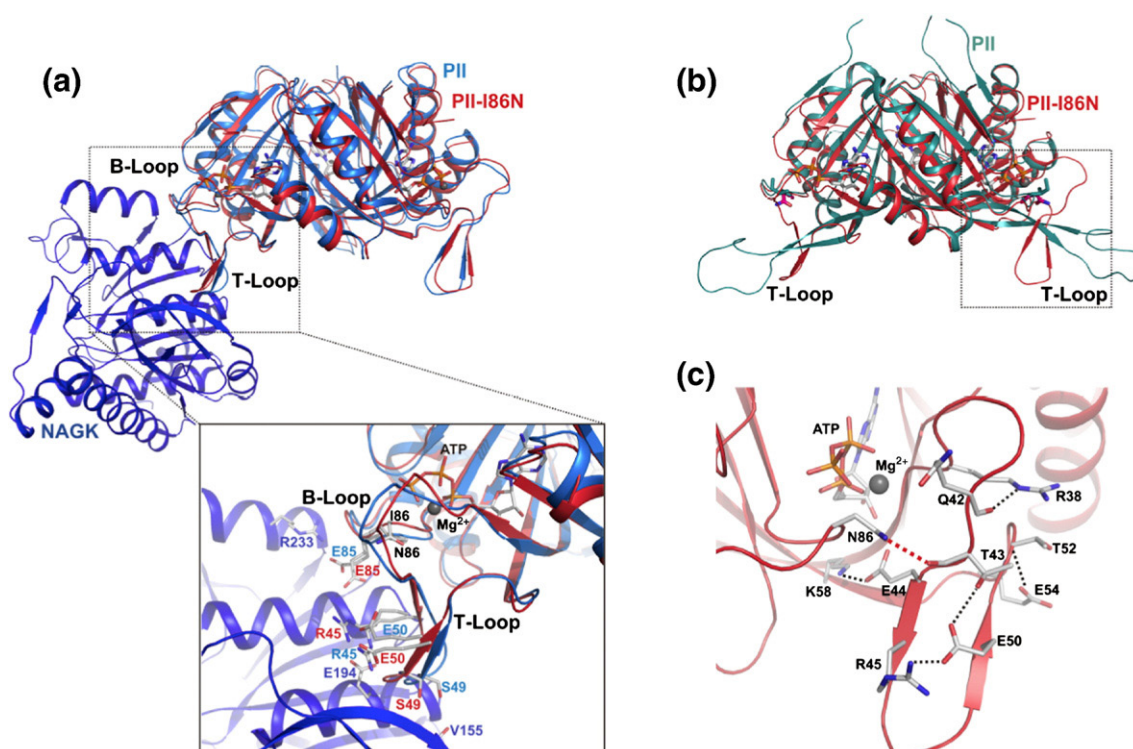 (a)
PII
PII-I86N
B-Loop
T-Loop
NAGK
ATP
B-Loop
I86
Mg2+
R233
N86
E85
E85
T-Loop
R45
E50
R45
E50
E194
S49
S49
V155
(b)
PII
PII-I86N
T-Loop
T-Loop
(c)
ATP
Mg2+
Q42
R38
N86
T43
T52
K58
E44
E54
E50
R45